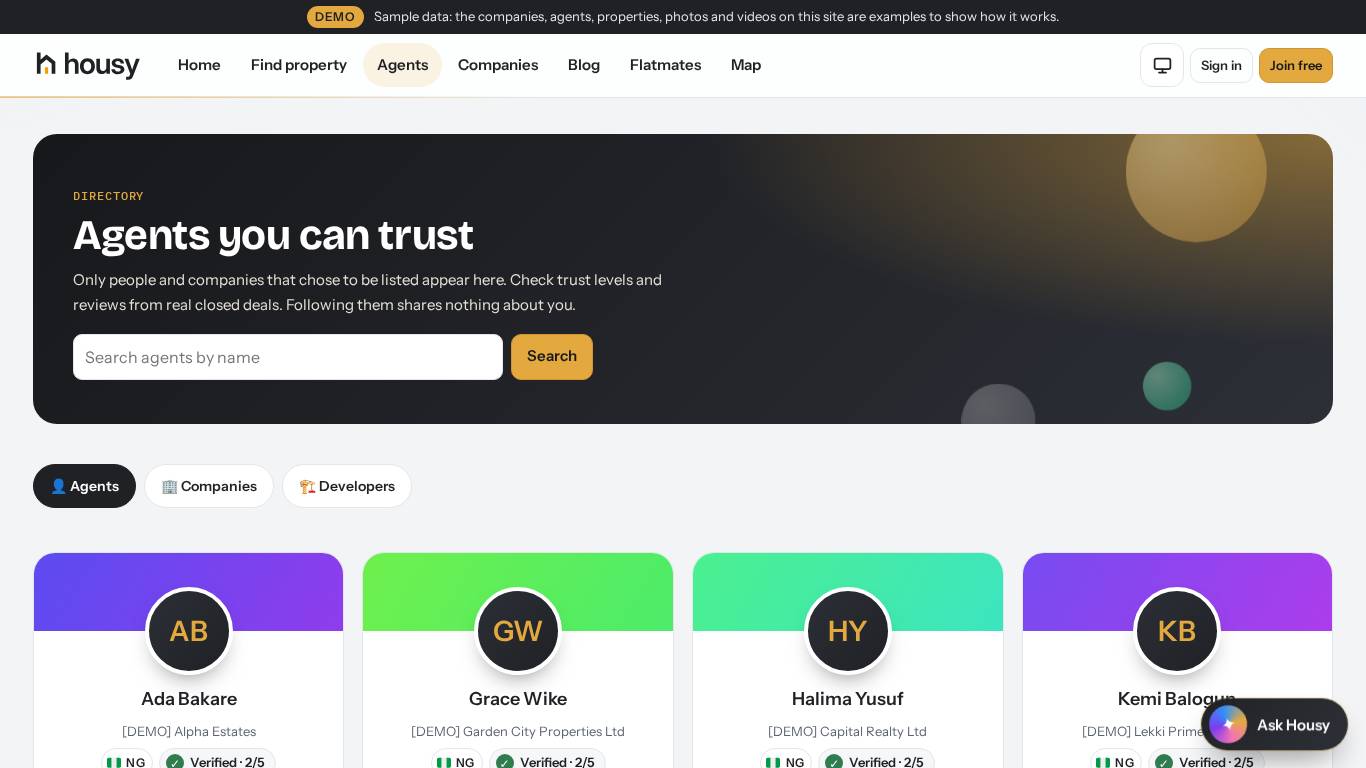 DEMO Sample data: the companies, agents, properties, photos and videos on this site are examples to show how it works.
housy Home Find property Agents Companies Blog Flatmates Map Sign in Join free
DIRECTORY
Agents you can trust
Only people and companies that chose to be listed appear here. Check trust levels and
reviews from real closed deals. Following them shares nothing about you.
Search agents by name Search
Agents Companies Developers
AB GW HY KB
Ada Bakare Grace Wike Halima Yusuf Kemi Balogun
[DEMO] Alpha Estates [DEMO] Garden City Properties Ltd [DEMO] Capital Realty Ltd [DEMO] Lekki Prime
Ask Housy
NG Verified · 2/5 NG Verified · 2/5 NG Verified · 2/5 NG Verified · 2/5